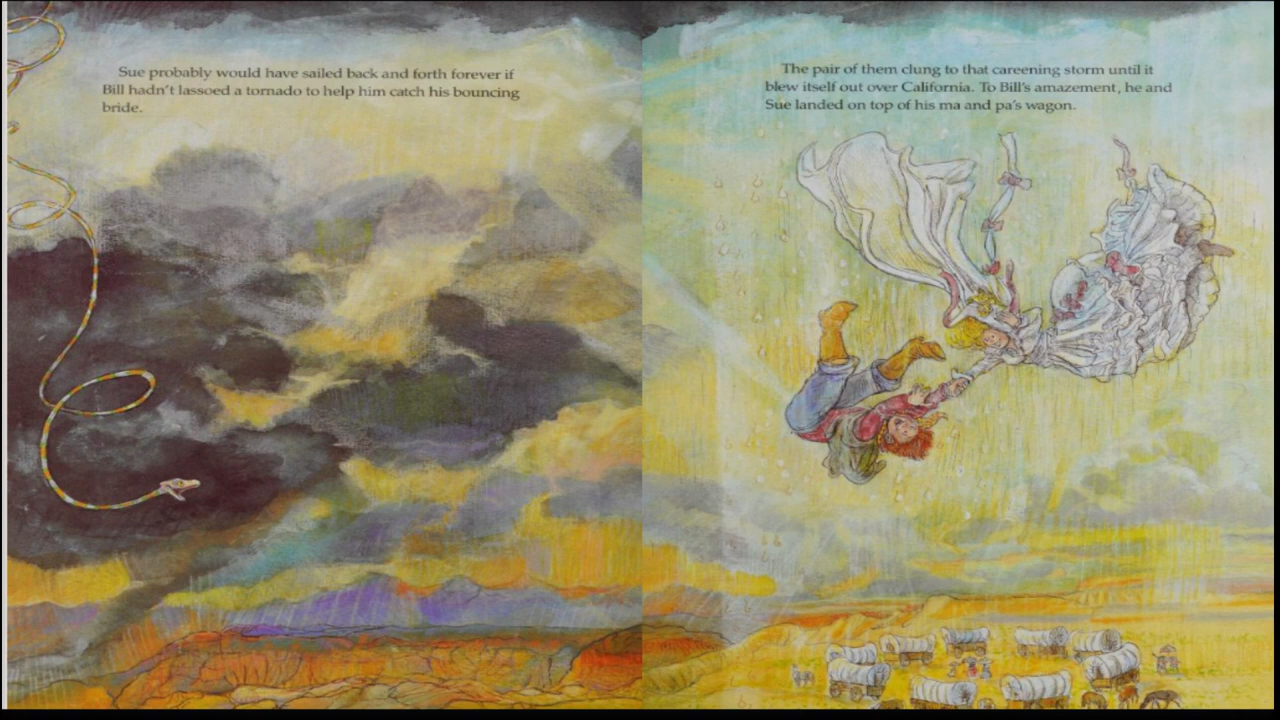 Sue probably would have sailed back and forth forever if
Bill hadn't lassoed a tornado to help him catch his bouncing
bride.
The pair of them clung to that careening storm until it
blew itself out over California. To Bill's amazement, he and
Sue landed on top of his ma and pa's wagon.